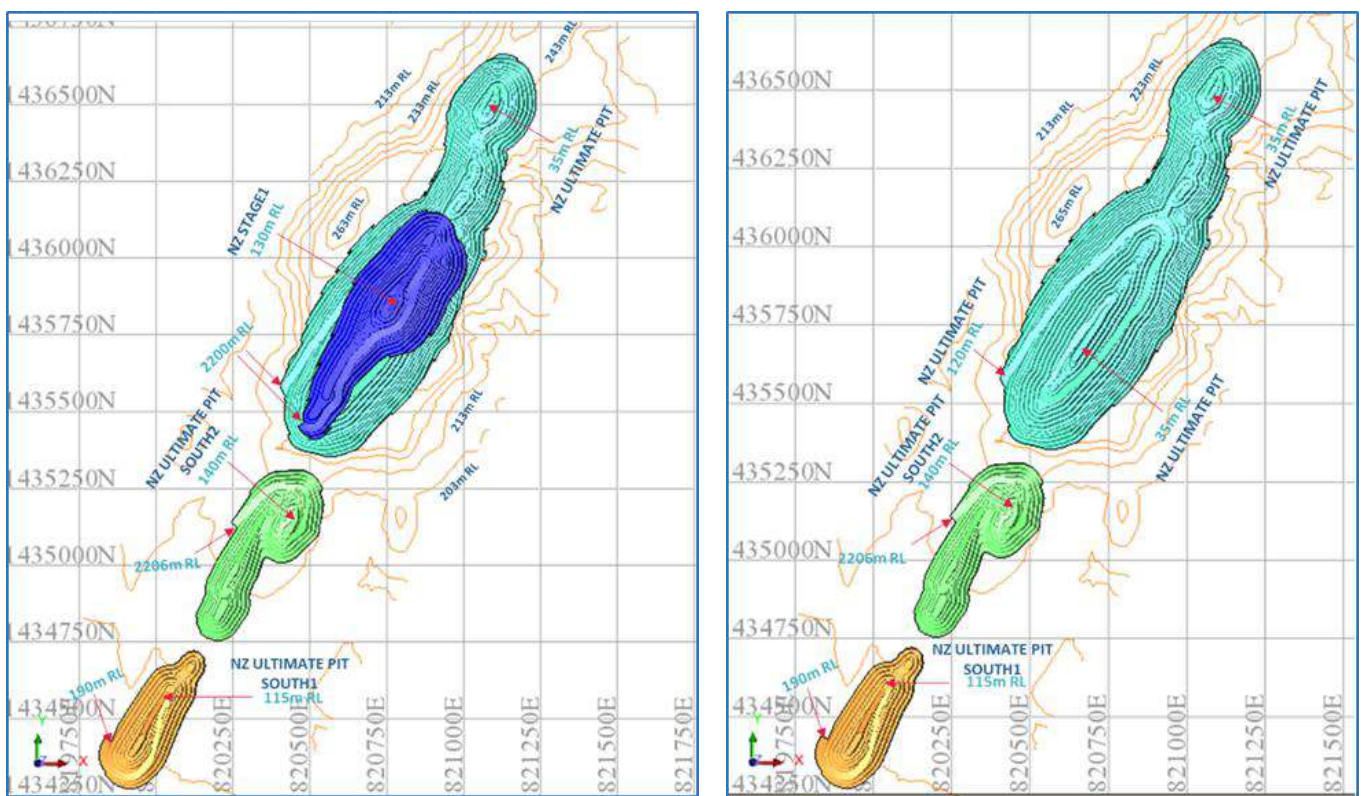 1436500N
1436250N
1436000N
1435750N
1435500N
1435250N
1435000N
1434750N
1434500N
1434250N
213m RL
233m RL
243m RL
35m RL
NZ ULTIMATE PIT
NZ STAGE1
130m RL
263m RL
2200m RL
213m RL
203m RL
NZ ULTIMATE PIT
SOUTH2
140m RL
2206m RL
NZ ULTIMATE PIT
SOUTH1
115m RL
190m RL
820250E
820500E
820750E
821000E
821250E
821500E
821750E
Y
Z
X
436500N
436250N
436000N
435750N
435500N
435250N
435000N
434750N
434500N
434250N
213m RL
223m RL
35m RL
NZ ULTIMATE PIT
265m RL
NZ ULTIMATE PIT
120m RL
35m RL
NZ ULTIMATE PIT
NZ ULTIMATE PIT
SOUTH2
140m RL
2206m RL
NZ ULTIMATE PIT
SOUTH1
115m RL
190m RL
820250E
820500E
820750E
821000E
821250E
821500E
Y
Z
X